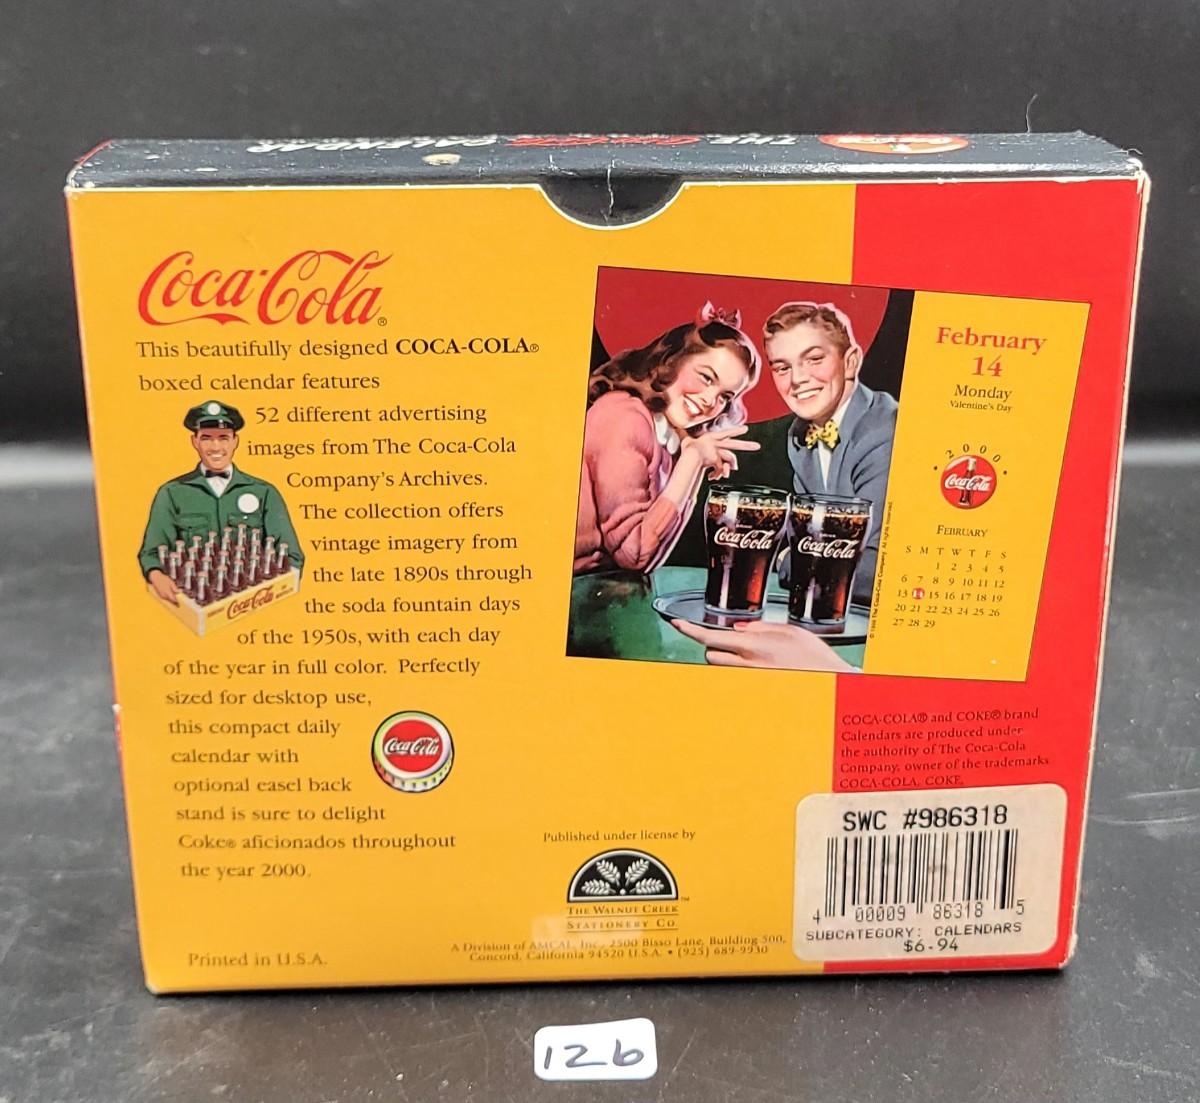 THE Coca-Cola CALENDAR
Coca-Cola®
This beautifully designed COCA-COLA®
boxed calendar features
52 different advertising
images from The Coca-Cola
Company's Archives.
The collection offers
vintage imagery from
the late 1890s through
the soda fountain days
of the 1950s, with each day
of the year in full color. Perfectly
sized for desktop use,
this compact daily
calendar with
optional easel back
stand is sure to delight
Coke® aficionados throughout
the year 2000.
Printed in U.S.A.
Coca-Cola
Coca-Cola
Coca-Cola
Coca-Cola
February
14
Monday
Valentine's Day
2000
Coca-Cola
FEBRUARY
S M T W T F S
1 2 3 4 5
6 7 8 9 10 11 12
13 14 15 16 17 18 19
20 21 22 23 24 25 26
27 28 29
The Coca-Cola Company. All rights reserved.
COCA-COLA® and COKE® brand
Calendars are produced under
the authority of The Coca-Cola
Company, owner of the trademarks
COCA-COLA, COKE.
Published under license by
THE WALNUT CREEK
STATIONERY CO.™
A Division of AMCAL, Inc., 2500 Bisso Lane, Building 500,
Concord, California 94520 U.S.A. • (925) 689-9930
SWC #986318
4 00009 86318 5
SUBCATEGORY: CALENDARS
$6.94
126